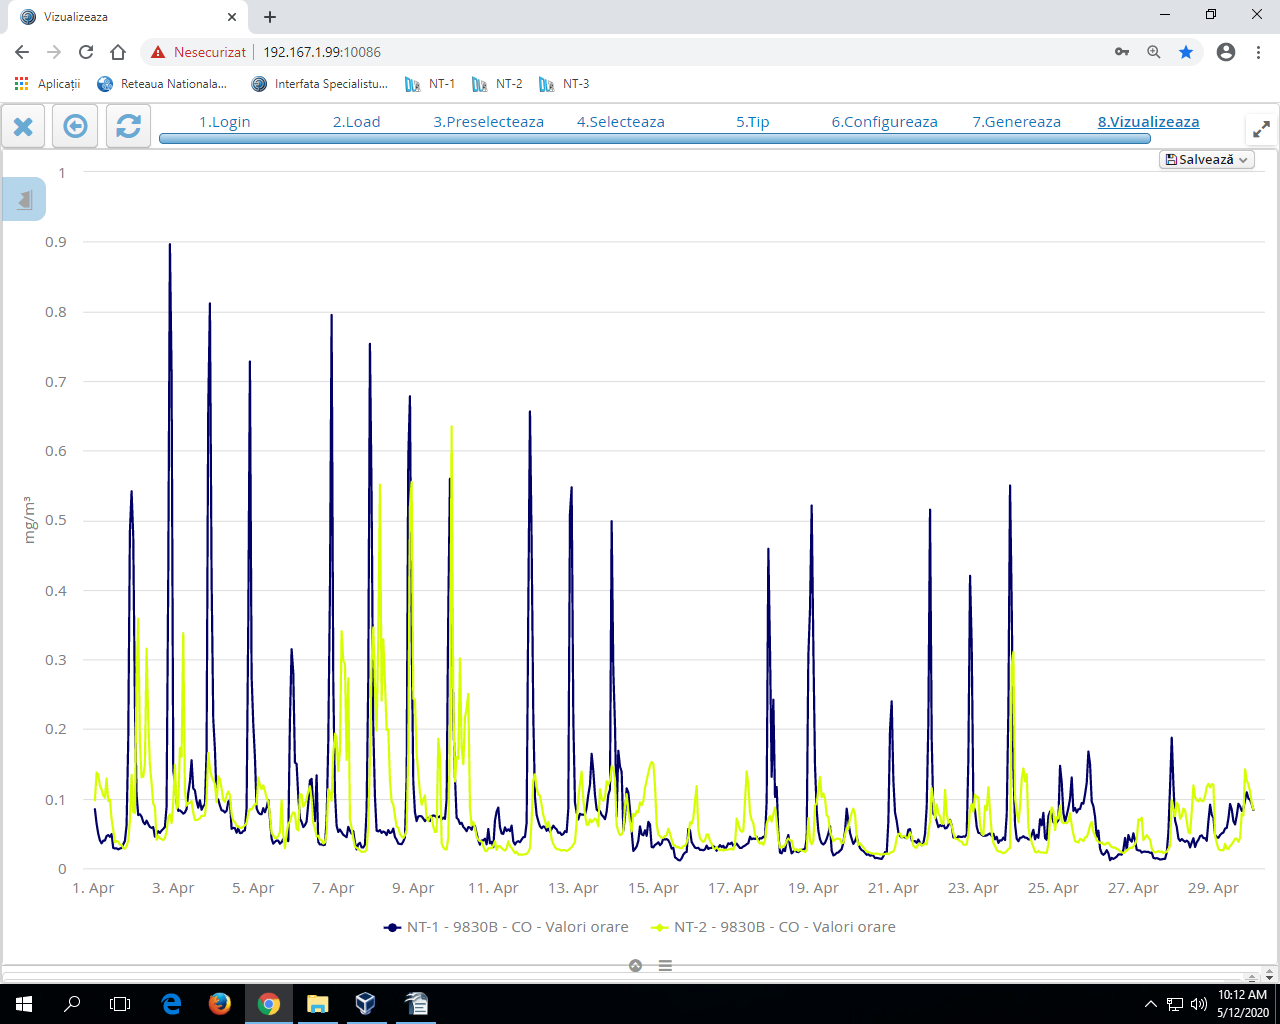 Vizualizeaza
Nesecurizat 192.167.1.99:10086
Aplicații Reteaua Nationala... Interfata Specialistu... NT-1 NT-2 NT-3
1.Login 2.Load 3.Preselecteaza 4.Selecteaza 5.Tip 6.Configureaza 7.Genereaza 8.Vizualizeaza
Salvează
1
0.9
0.8
0.7
0.6
0.5
0.4
0.3
0.2
0.1
0
mg/m³
1. Apr 3. Apr 5. Apr 7. Apr 9. Apr 11. Apr 13. Apr 15. Apr 17. Apr 19. Apr 21. Apr 23. Apr 25. Apr 27. Apr 29. Apr
NT-1 - 9830B - CO - Valori orare NT-2 - 9830B - CO - Valori orare
10:12 AM
5/12/2020